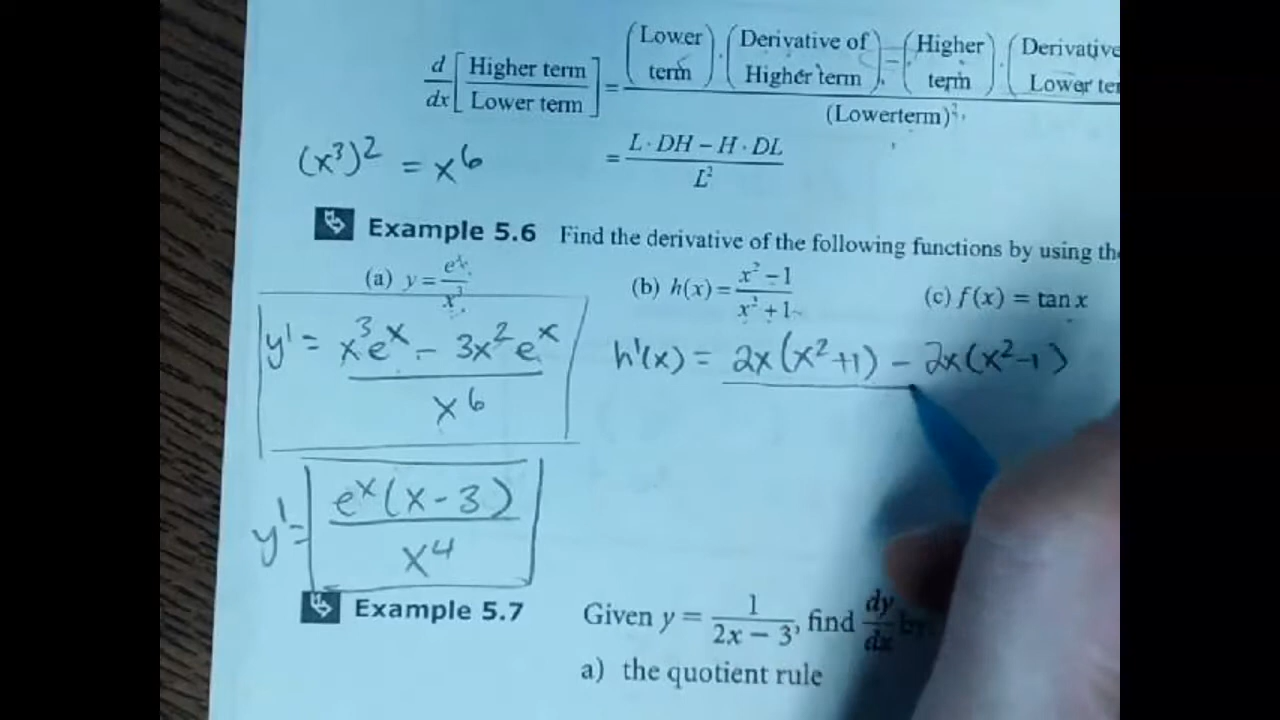 d/dx [Higher term / Lower term] = (Lower term) · (Derivative of Higher term) − (Higher term) · (Derivative Lower / (Lowerterm)²
(x³)² = x⁶
= L · DH − H · DL / L²
Example 5.6 Find the derivative of the following functions by using
(a) y = eˣ / x³ (b) h(x) = x² − 1 / x² + 1 (c) f(x) = tan x
y' = x³eˣ − 3x²eˣ / x⁶
h'(x) = 2x(x²+1) − 2x(x²−1)
y' = eˣ(x−3) / x⁴
Example 5.7 Given y = 1 / 2x − 3, find dy/dx
a) the quotient rule